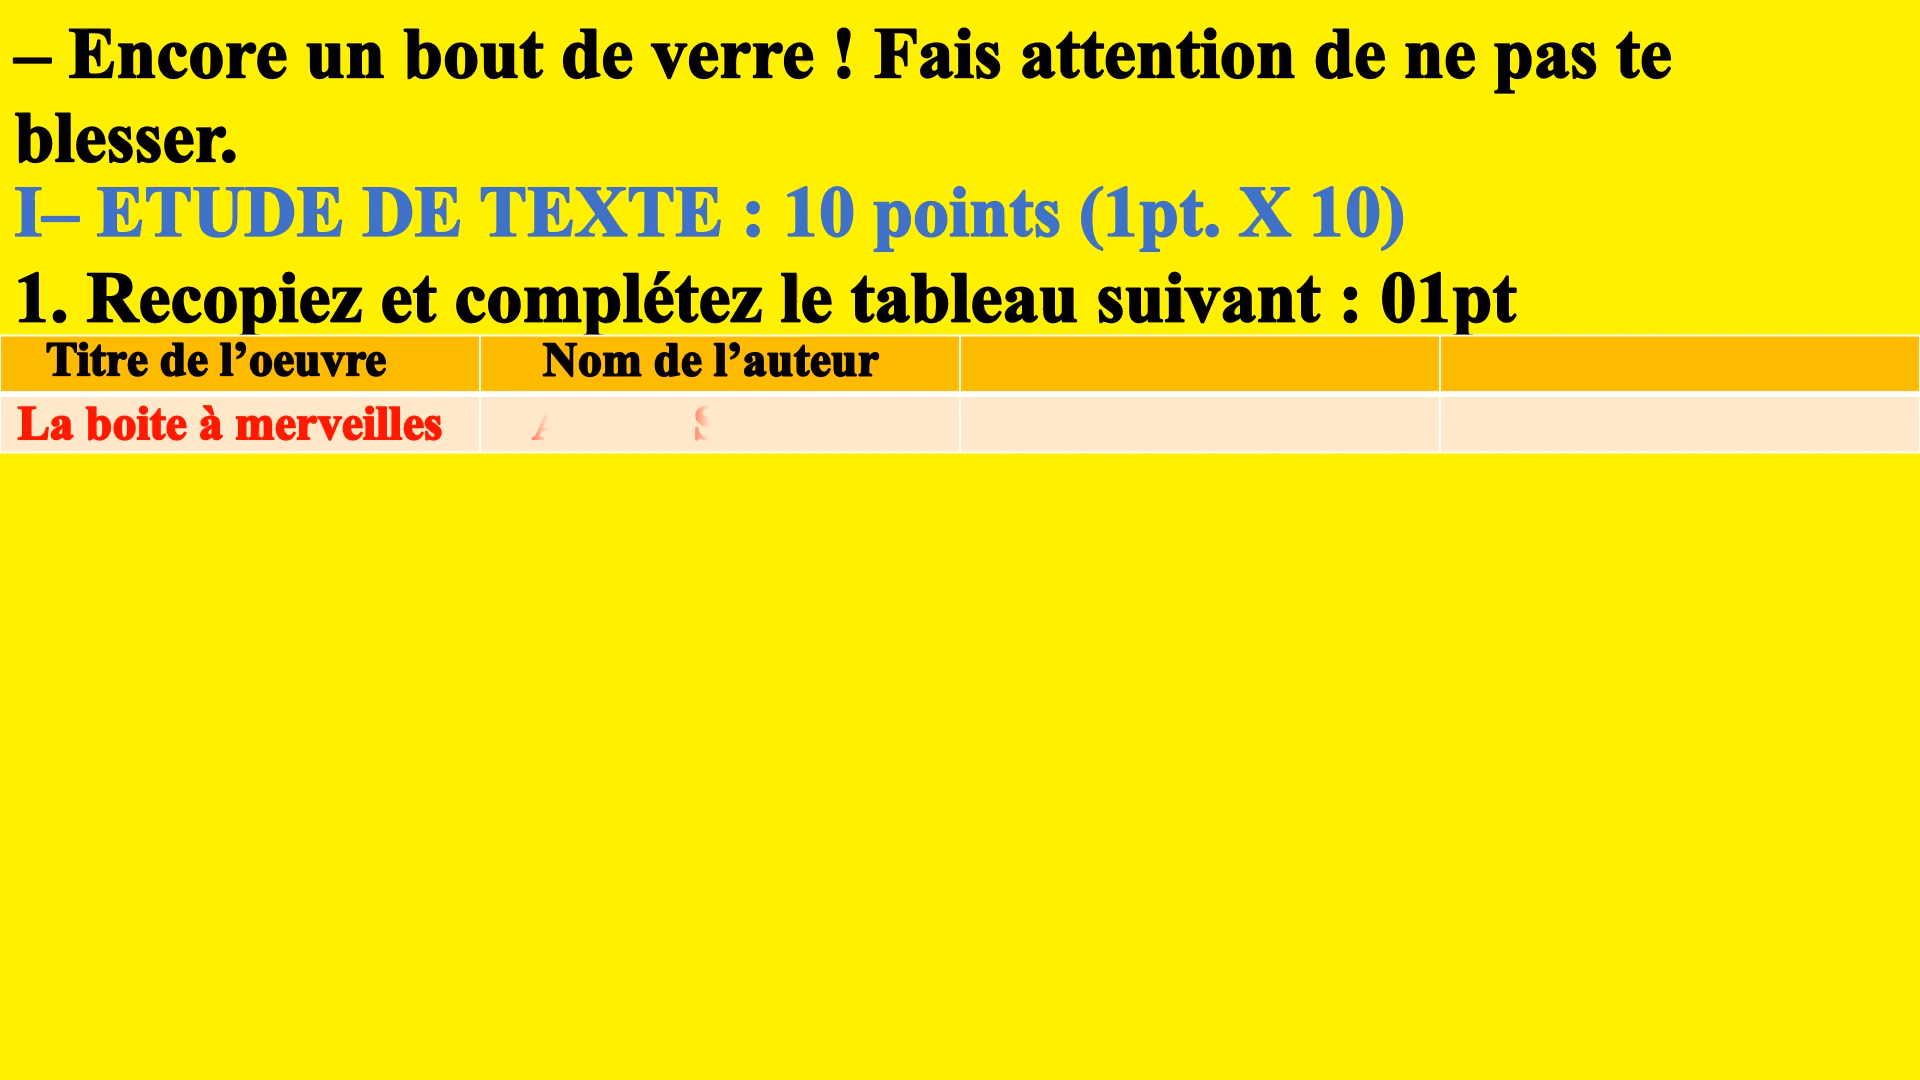 – Encore un bout de verre ! Fais attention de ne pas te
blesser.
I– ETUDE DE TEXTE : 10 points (1pt. X 10)
1. Recopiez et complétez le tableau suivant : 01pt
Titre de l’oeuvre Nom de l’auteur
La boite à merveilles